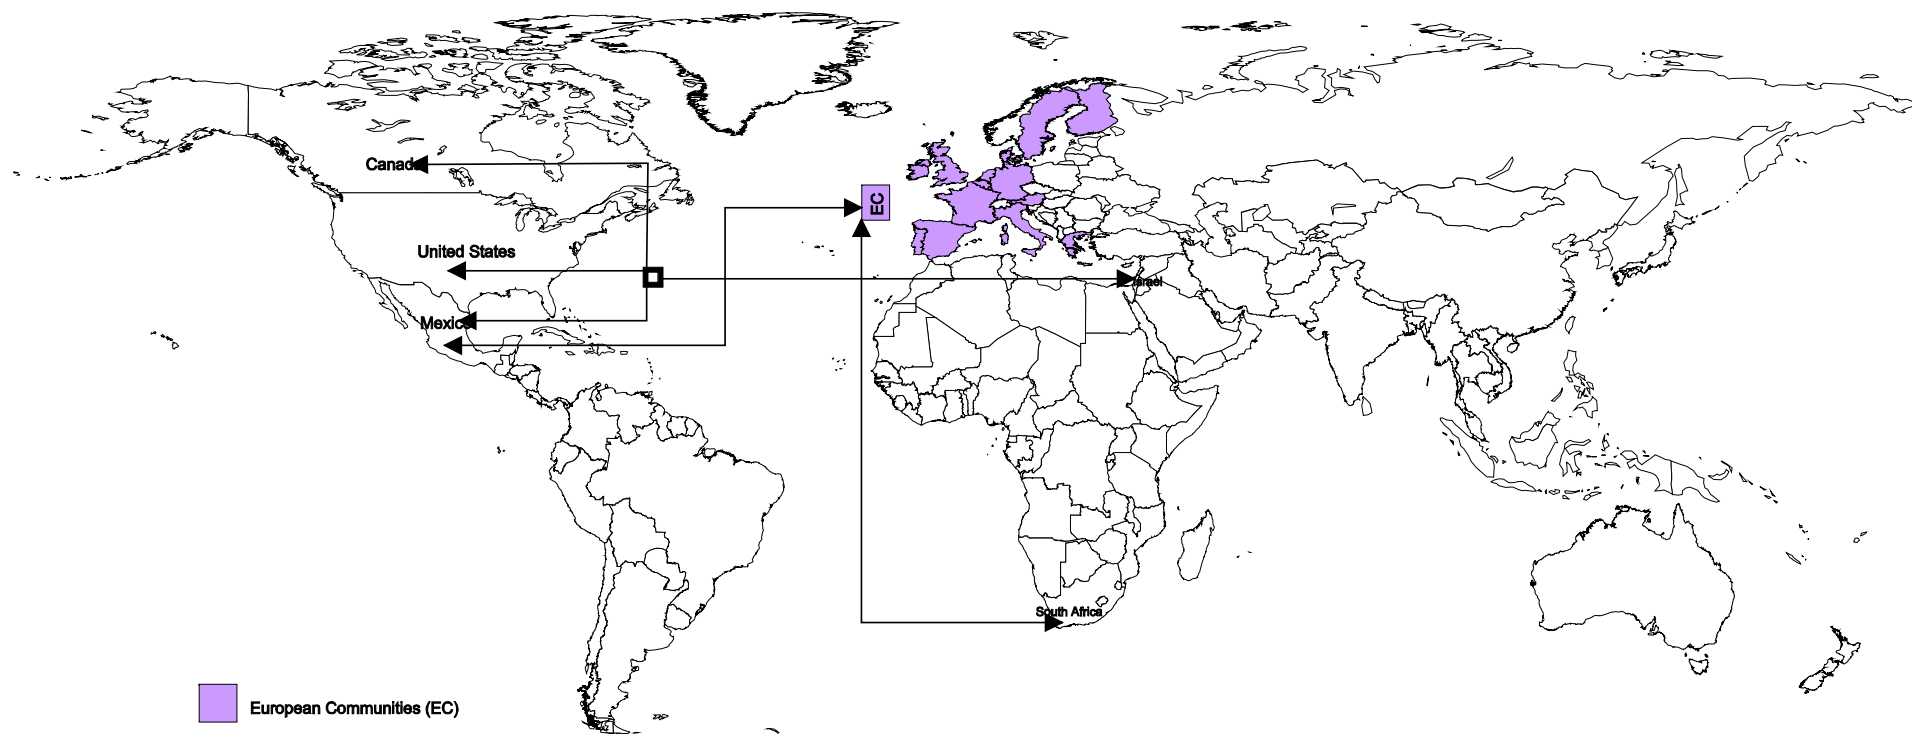 Canada
EC
United States
Israel
Mexico
South Africa
European Communities (EC)